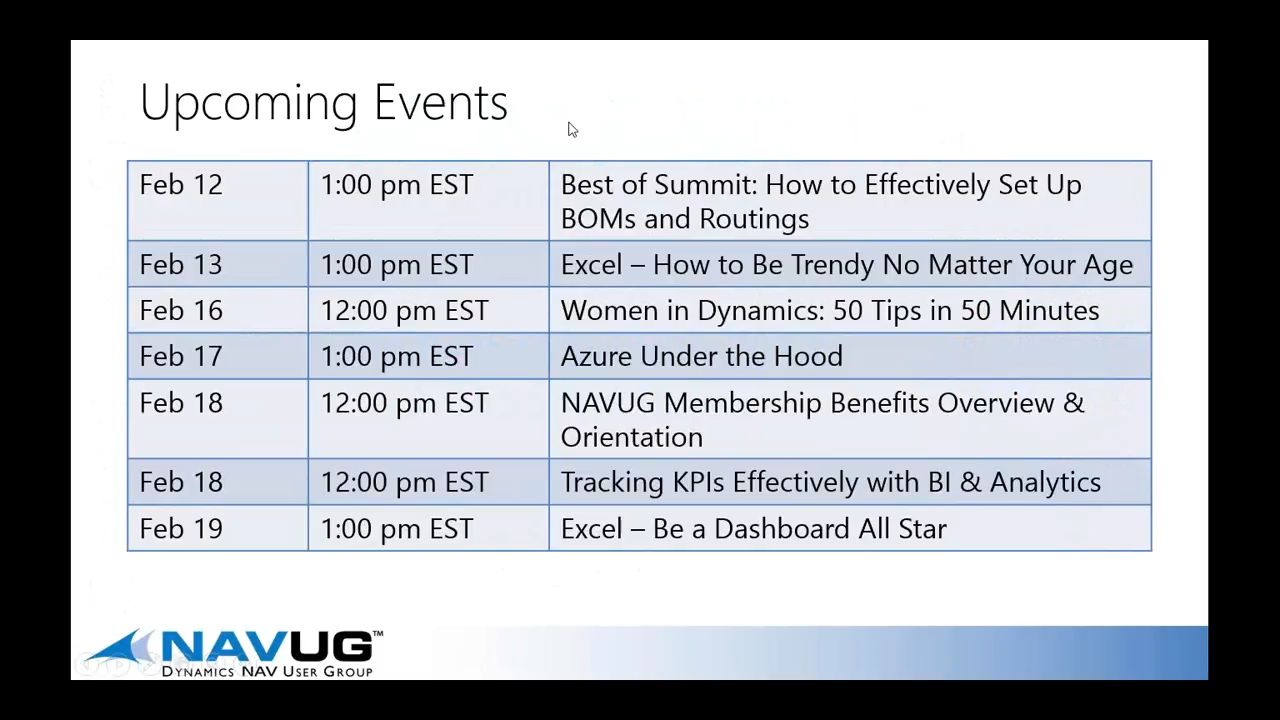 Upcoming Events
Feb 12 1:00 pm EST Best of Summit: How to Effectively Set Up
BOMs and Routings
Feb 13 1:00 pm EST Excel – How to Be Trendy No Matter Your Age
Feb 16 12:00 pm EST Women in Dynamics: 50 Tips in 50 Minutes
Feb 17 1:00 pm EST Azure Under the Hood
Feb 18 12:00 pm EST NAVUG Membership Benefits Overview &
Orientation
Feb 18 12:00 pm EST Tracking KPIs Effectively with BI & Analytics
Feb 19 1:00 pm EST Excel – Be a Dashboard All Star
NAVUG™
DYNAMICS NAV USER GROUP